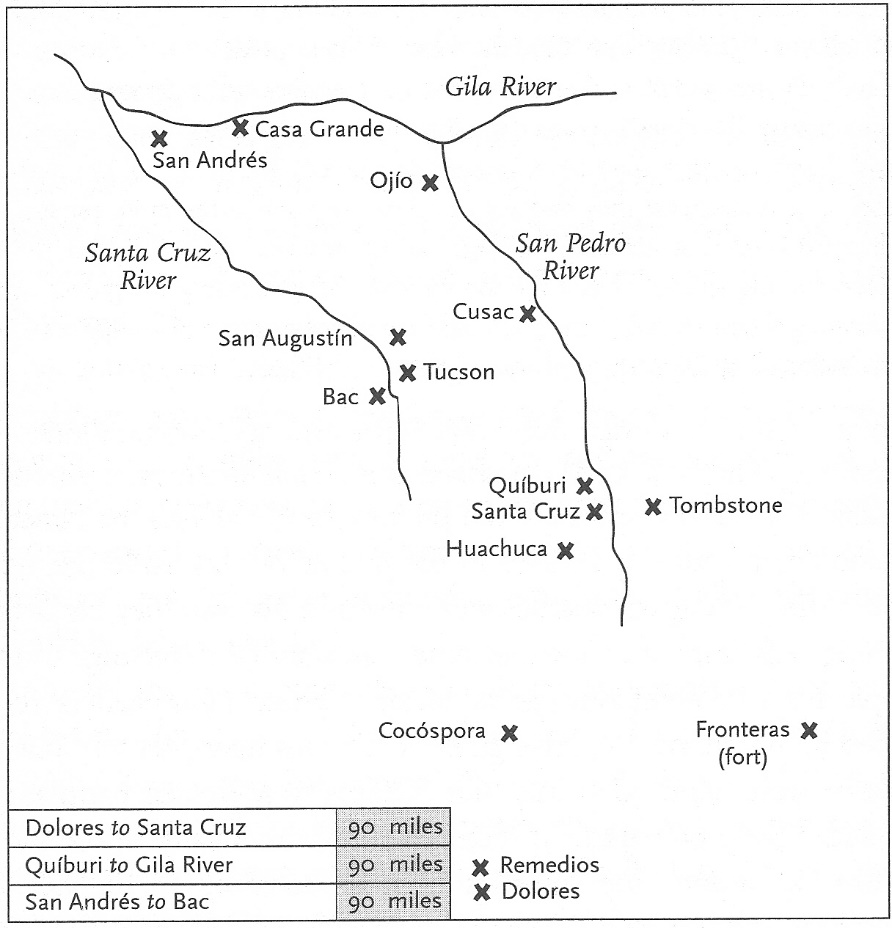 Gila River
Casa Grande
San Andrés
Ojío
Santa Cruz
River
San Pedro
River
Cusac
San Augustín
Tucson
Bac
Quíburi
Santa Cruz
Tombstone
Huachuca
Cocóspora
Fronteras
(fort)
Dolores to Santa Cruz 90 miles
Quíburi to Gila River 90 miles
San Andrés to Bac 90 miles
Remedios
Dolores